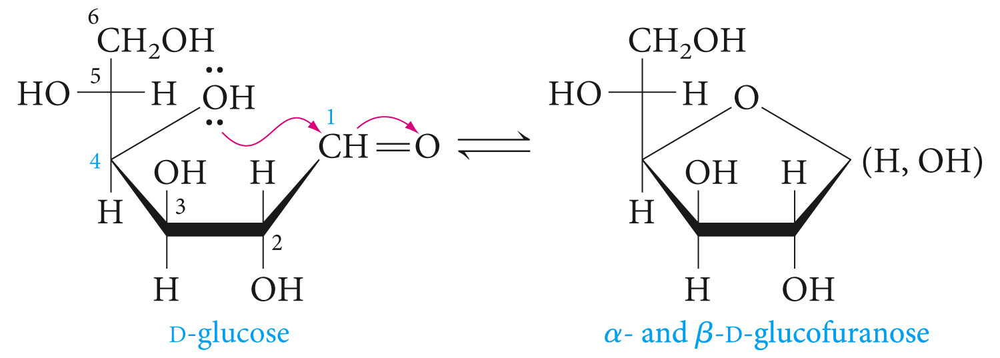 6
CH₂OH CH₂OH
5
HO H OH HO H O
1
CH=O
4 OH H OH H (H, OH)
3
H H
2
H OH H OH
D-glucose α- and β-D-glucofuranose